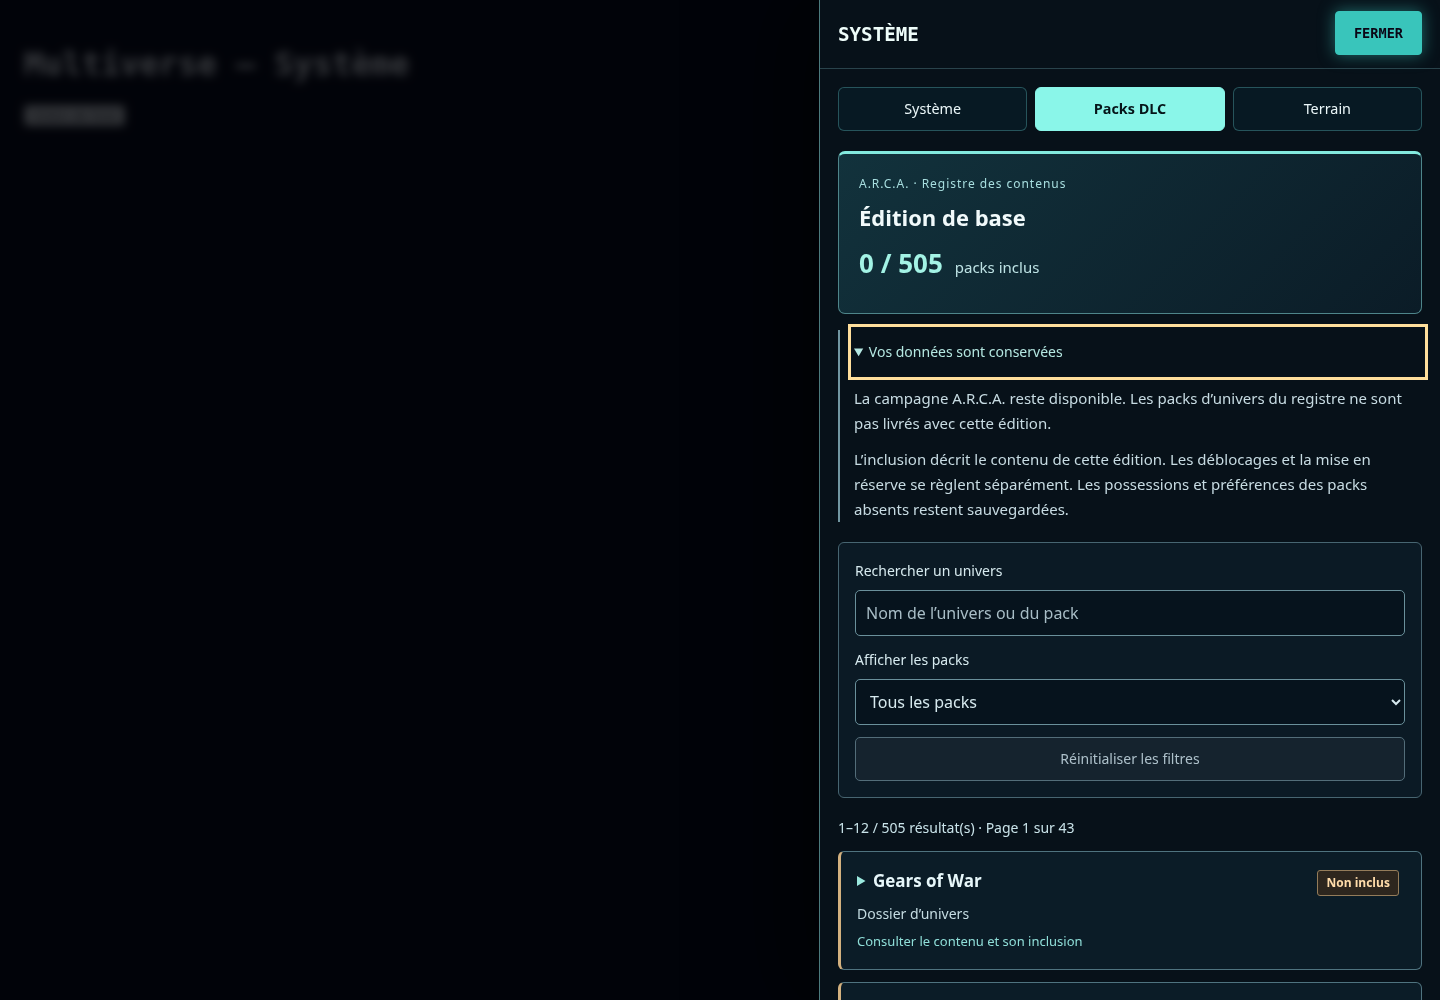 Multiverse — Système
SYSTÈME
FERMER
Système
Packs DLC
Terrain
A.R.C.A. · Registre des contenus
Édition de base
0 / 505 packs inclus
Vos données sont conservées
La campagne A.R.C.A. reste disponible. Les packs d’univers du registre ne sont
pas livrés avec cette édition.
L’inclusion décrit le contenu de cette édition. Les déblocages et la mise en
réserve se règlent séparément. Les possessions et préférences des packs
absents restent sauvegardées.
Rechercher un univers
Nom de l’univers ou du pack
Afficher les packs
Tous les packs
Réinitialiser les filtres
1–12 / 505 résultat(s) · Page 1 sur 43
Gears of War
Non inclus
Dossier d’univers
Consulter le contenu et son inclusion